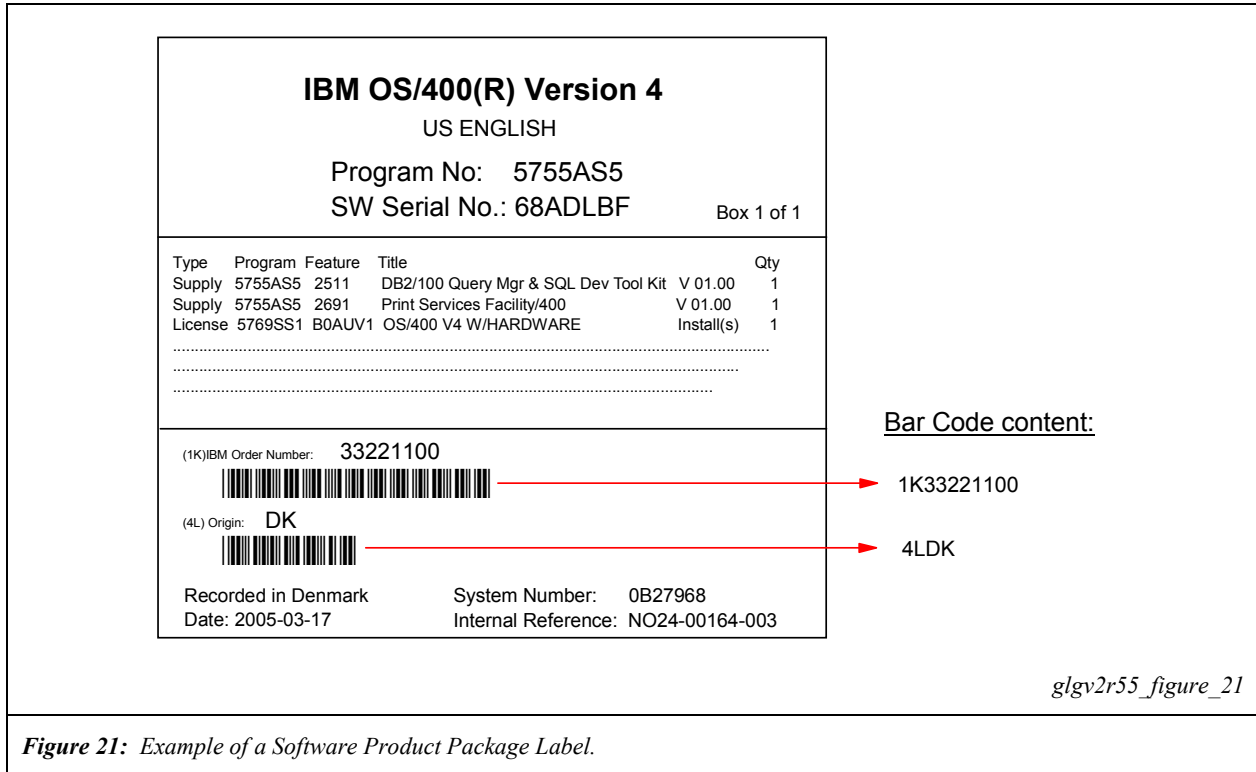 IBM OS/400(R) Version 4
US ENGLISH
Program No: 5755AS5
SW Serial No.: 68ADLBF Box 1 of 1
Type Program Feature Title Qty
Supply 5755AS5 2511 DB2/100 Query Mgr & SQL Dev Tool Kit V 01.00 1
Supply 5755AS5 2691 Print Services Facility/400 V 01.00 1
License 5769SS1 B0AUV1 OS/400 V4 W/HARDWARE Install(s) 1
Bar Code content:
(1K)IBM Order Number: 33221100
1K33221100
(4L) Origin: DK
4LDK
Recorded in Denmark System Number: 0B27968
Date: 2005-03-17 Internal Reference: NO24-00164-003
glgv2r55_figure_21
Figure 21: Example of a Software Product Package Label.